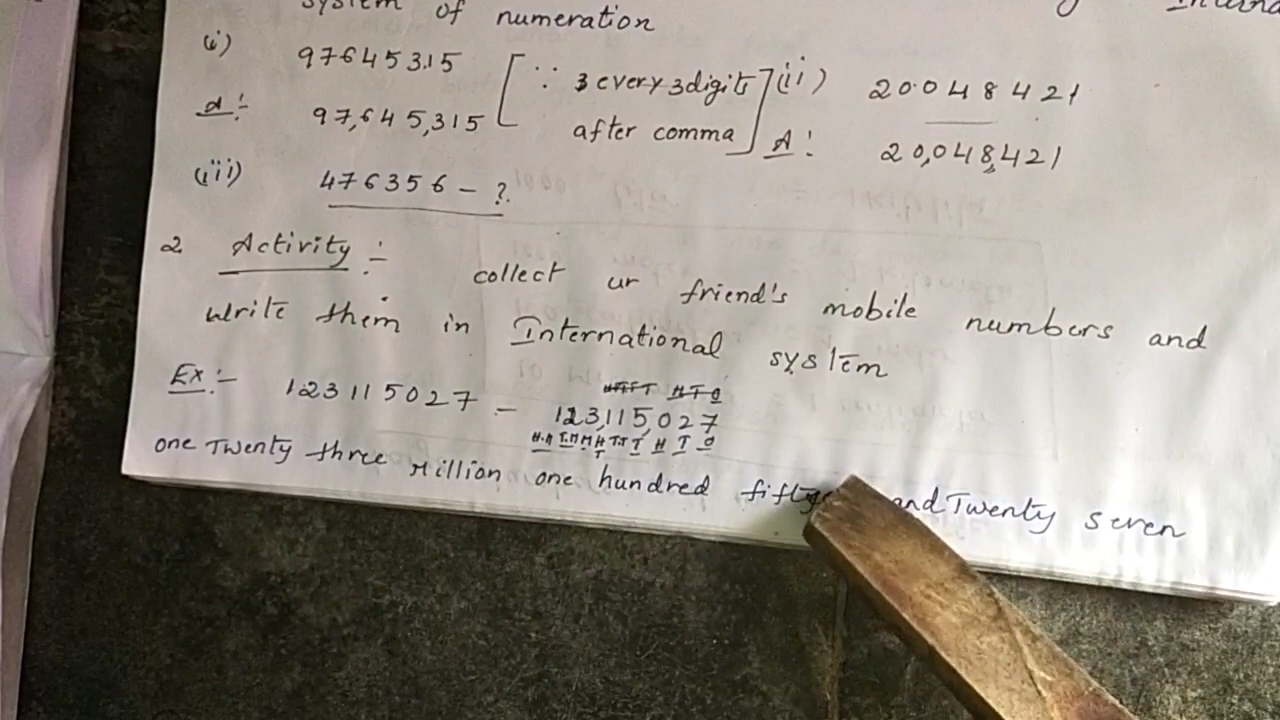 system of numeration
(i) 97645315 [ ∵ 3 every 3digits ] (ii) 20048421
A:- 97,645,315 after comma A: 20,048,421
(iii) 476356 - ?
2 Activity :- collect ur friend's mobile numbers and
write them in International system
Ex:- 123115027 - 123,115,027
H.M T.M M H T T.T T H T O
one Twenty three Million one hundred and Twenty seven